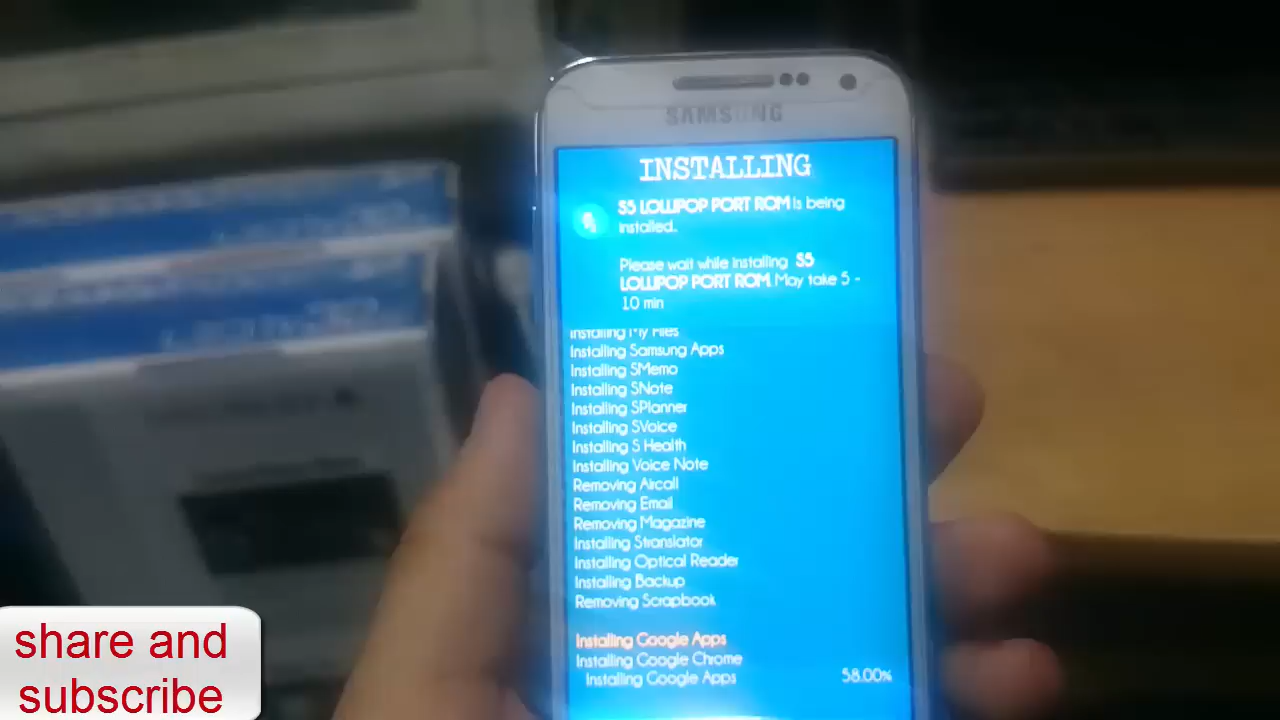 SAMSUNG
INSTALLING
S5 LOLLIPOP PORT ROM is being
installed..
Please wait while installing S5
LOLLIPOP PORT ROM. May take 5 -
10 min
Installing My Files
Installing Samsung Apps
Installing SMemo
Installing SNote
Installing SPlanner
Installing SVoice
Installing S Health
Installing Voice Note
Removing Aircall
Removing Email
Removing Magazine
Installing Stranslator
Installing Optical Reader
Installing Backup
Removing Scrapbook
Installing Google Apps
Installing Google Chrome
Installing Google Apps 58.00%
share and
subscribe